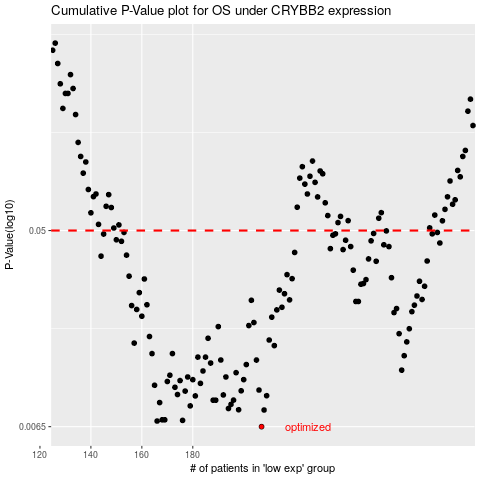 Cumulative P-Value plot for OS under CRYBB2 expression
P-Value(log10)
0.05
0.0065
optimized
120 140 160 180
# of patients in 'low exp' group